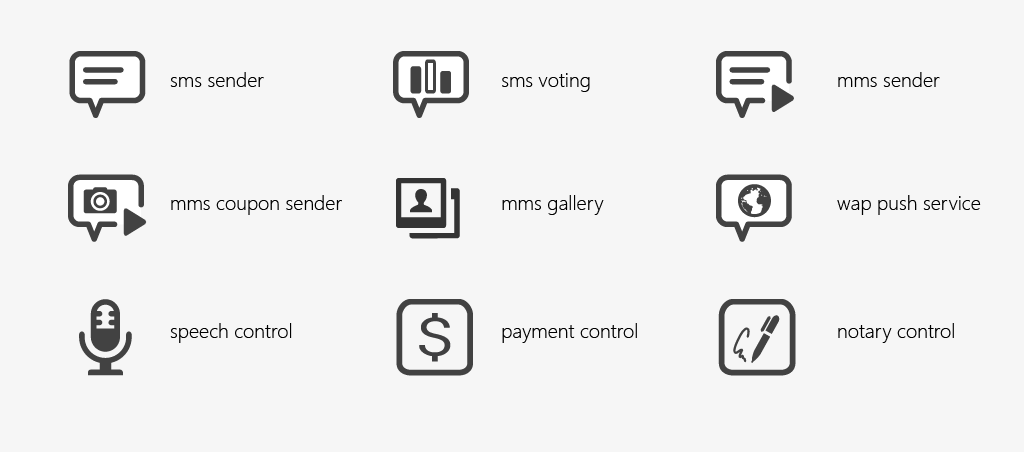 sms sender
sms voting
mms sender
mms coupon sender
mms gallery
wap push service
speech control
$
payment control
notary control